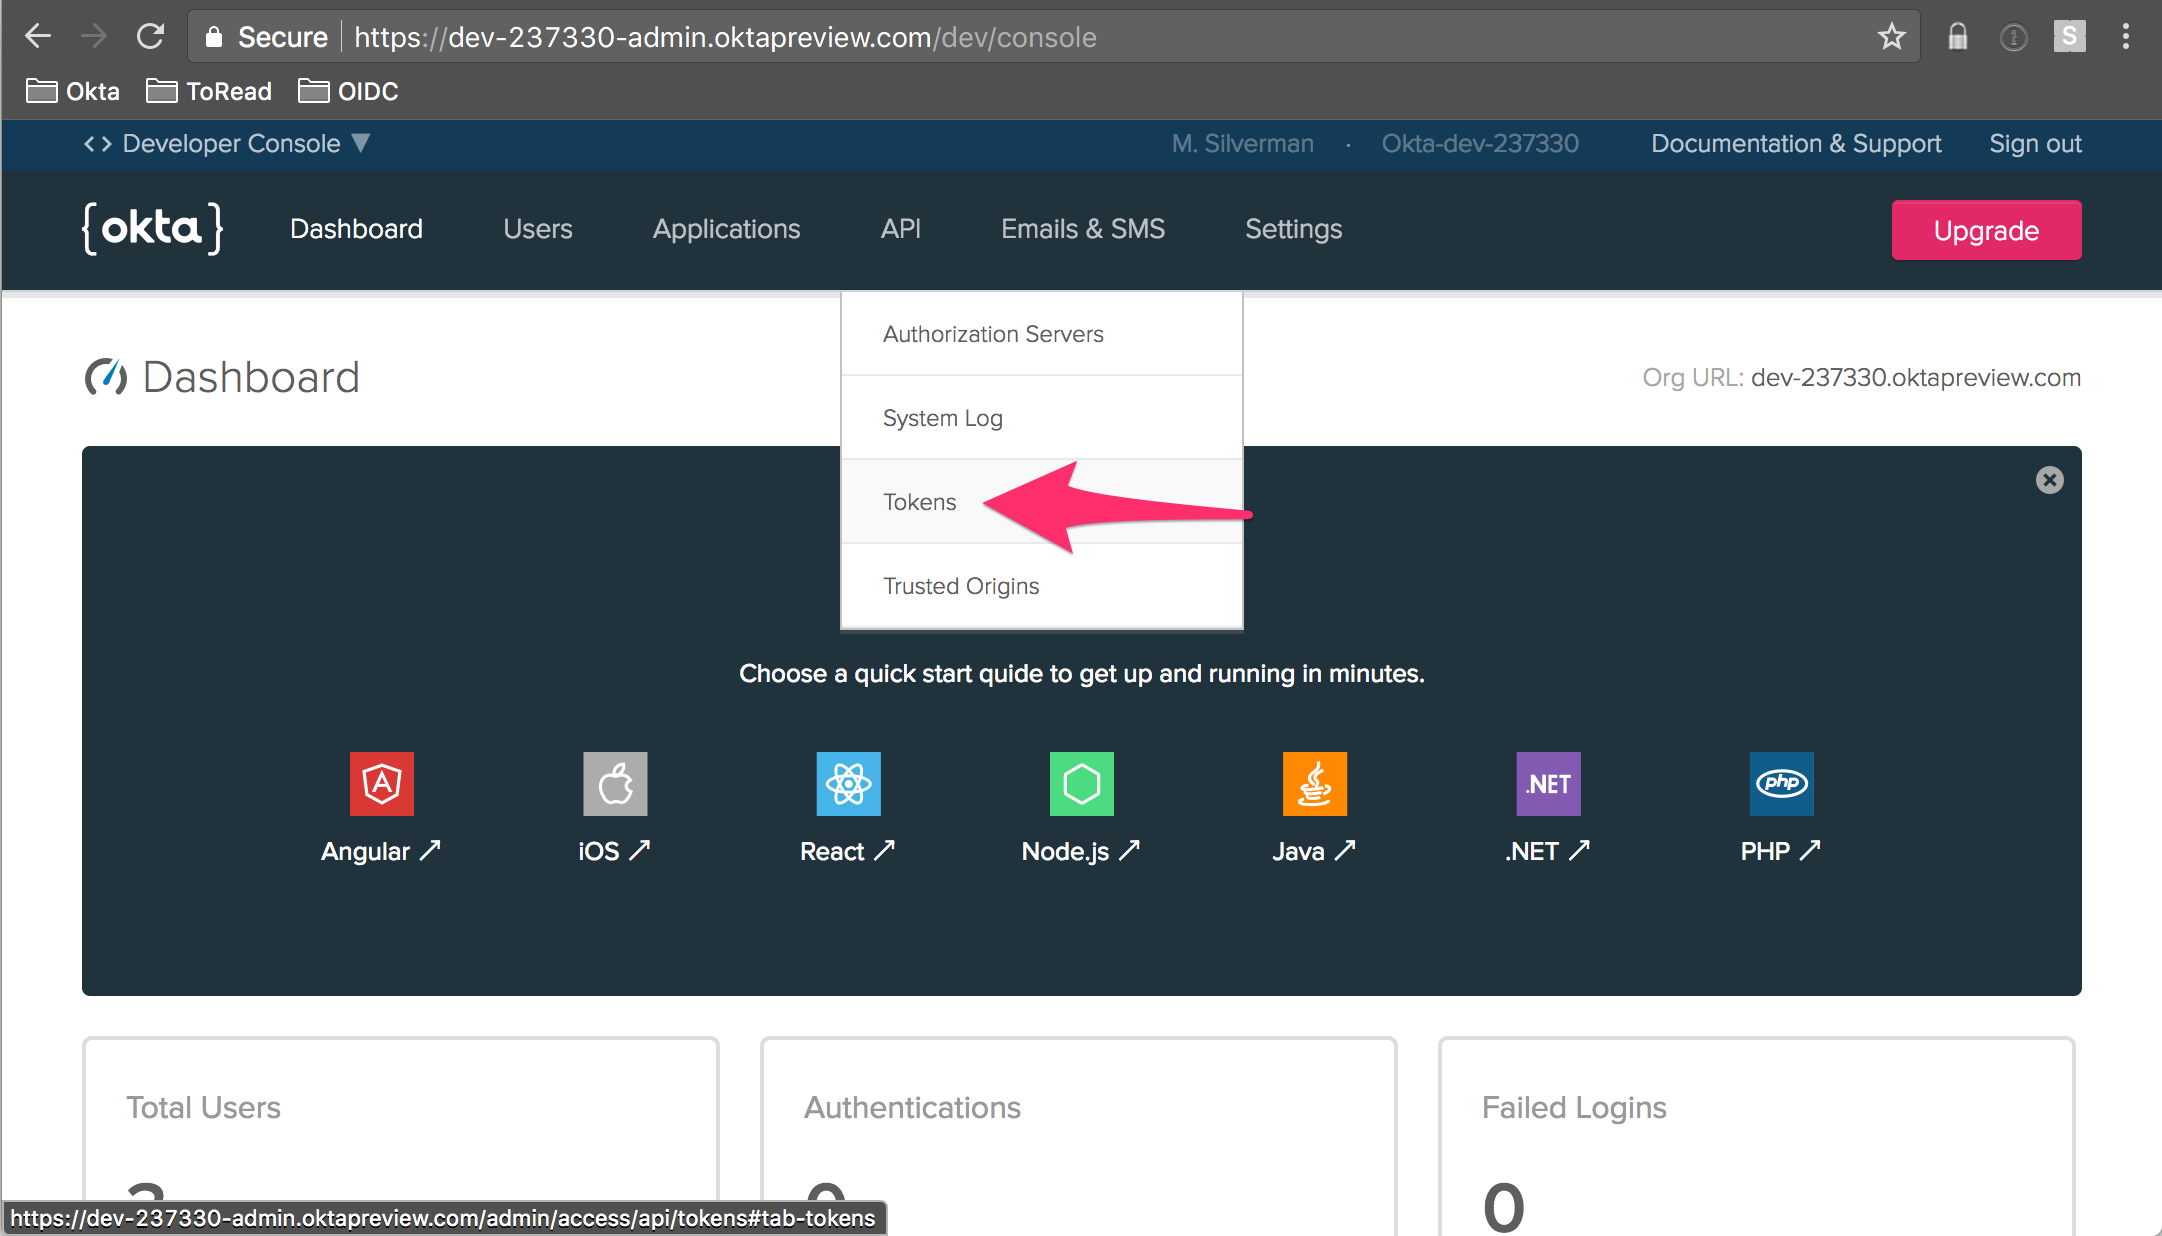 Secure https://dev-237330-admin.oktapreview.com/dev/console
S
Okta ToRead OIDC
<> Developer Console ▼ M. Silverman · Okta-dev-237330 Documentation & Support Sign out
{okta} Dashboard Users Applications API Emails & SMS Settings Upgrade
Authorization Servers
Dashboard Org URL: dev-237330.oktapreview.com
System Log
Tokens
Trusted Origins
Choose a quick start quide to get up and running in minutes.
.NET php
Angular ↗ iOS ↗ React ↗ Node.js ↗ Java ↗ .NET ↗ PHP ↗
Total Users Authentications Failed Logins
0 0
https://dev-237330-admin.oktapreview.com/admin/access/api/tokens#tab-tokens